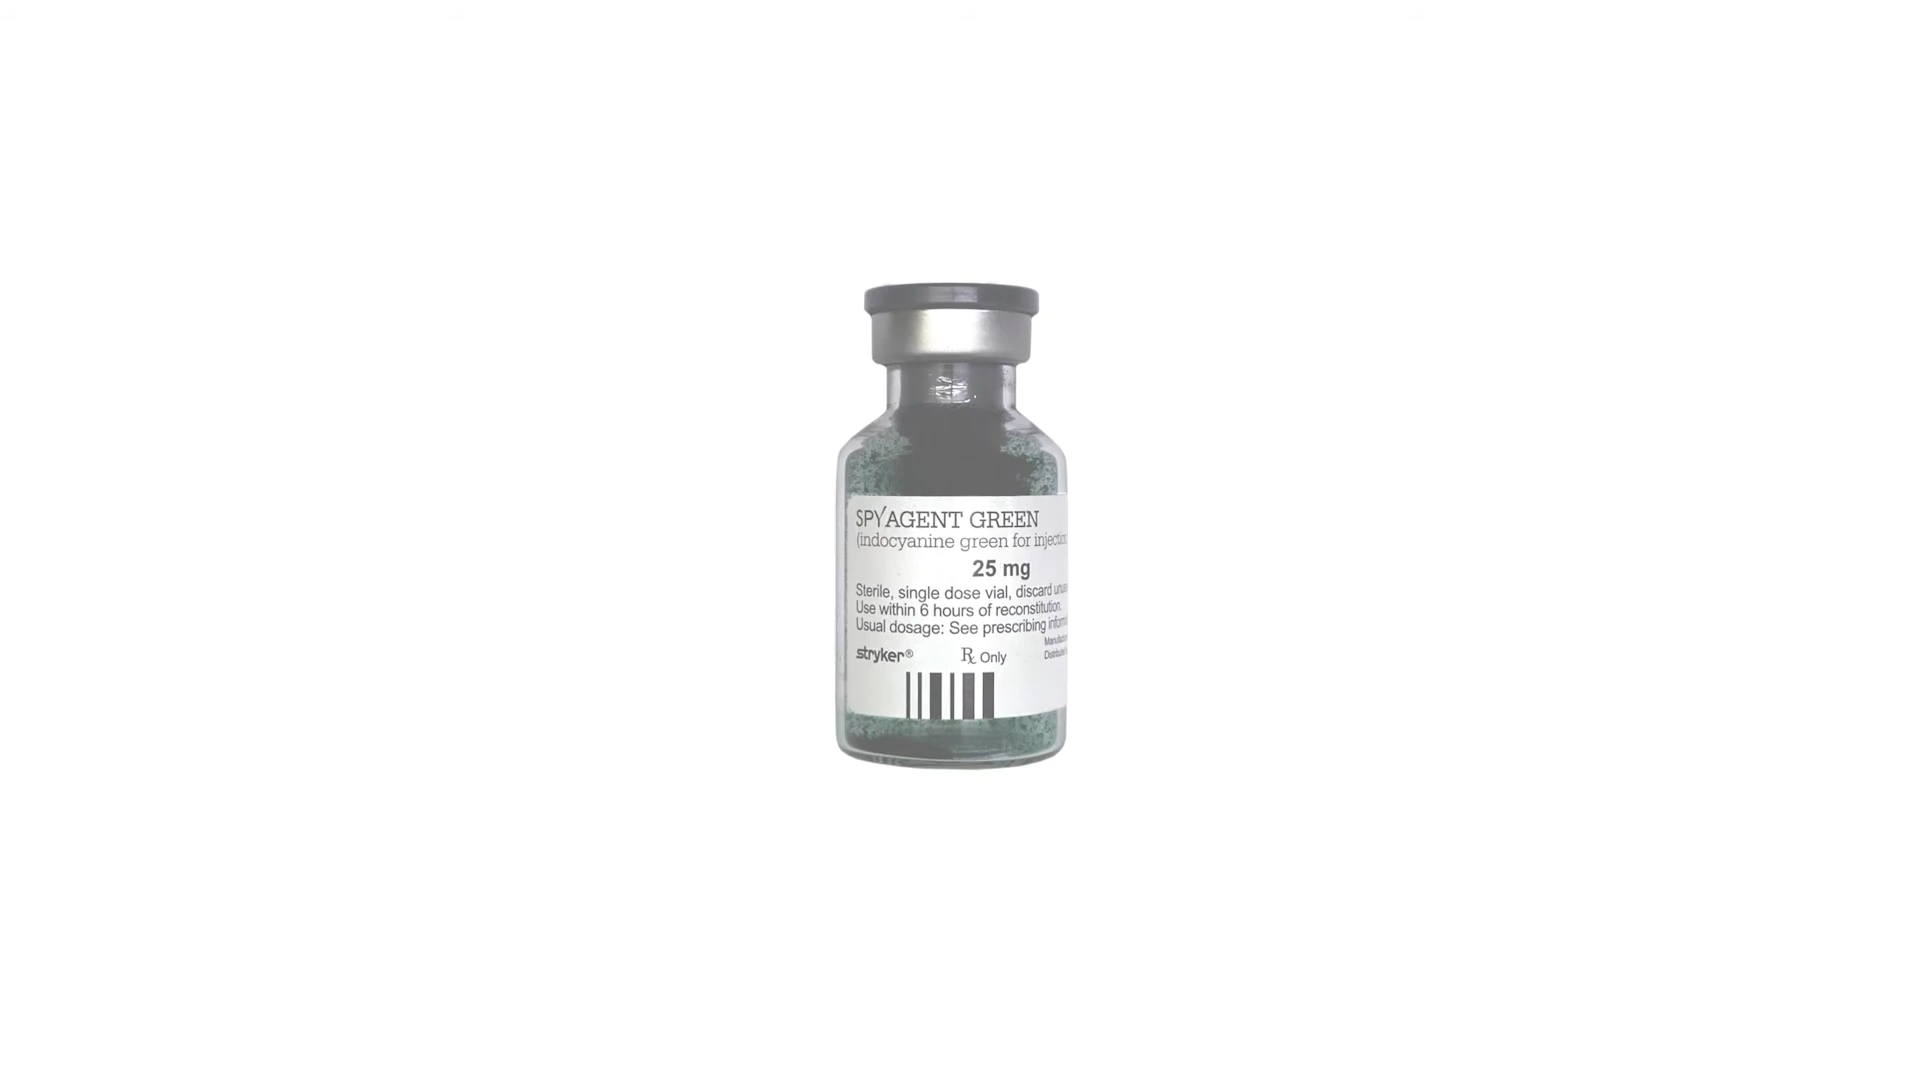 SPY AGENT GREEN
(indocyanine green for injection
25 mg
Sterile, single dose vial, discard
Use within 6 hours of reconstitution.
Usual dosage: See prescribing
stryker®
Rx Only